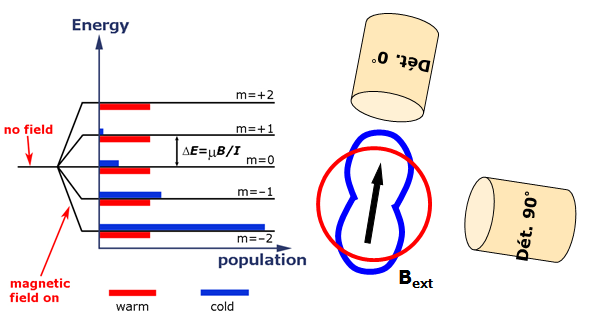 Energy
m=+2
no field
m=+1
ΔE=μB/I
m=0
m=−1
m=−2
population
magnetic
field on
warm
cold
Dét. 0°
Dét. 90°
Bext